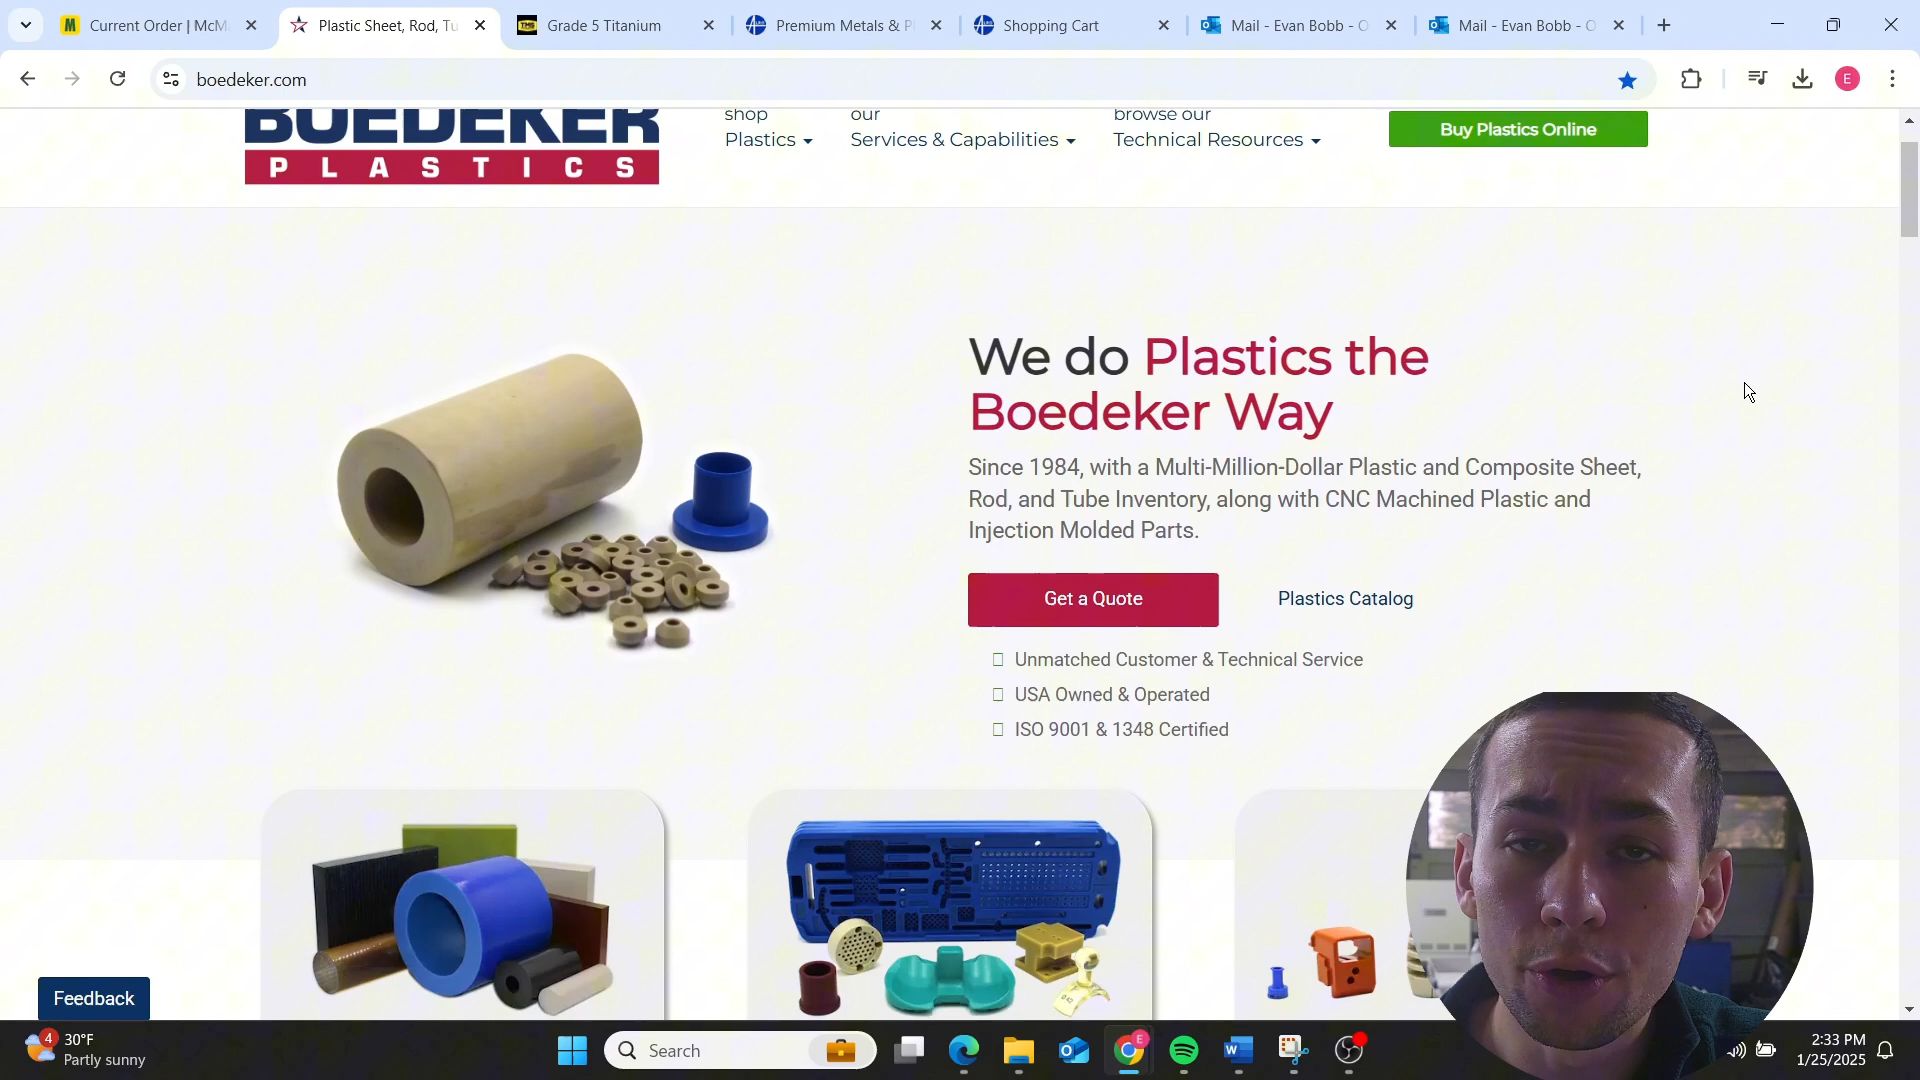 Current Order | McM
Plastic Sheet, Rod, Tu
Grade 5 Titanium
Premium Metals & P
Shopping Cart
Mail - Evan Bobb - O
Mail - Evan Bobb - O
boedeker.com
E
BOEDEKER
PLASTICS
shop
Plastics
our
Services & Capabilities
browse our
Technical Resources
Buy Plastics Online
We do Plastics the
Boedeker Way
Since 1984, with a Multi-Million-Dollar Plastic and Composite Sheet,
Rod, and Tube Inventory, along with CNC Machined Plastic and
Injection Molded Parts.
Get a Quote
Plastics Catalog
Unmatched Customer & Technical Service
USA Owned & Operated
ISO 9001 & 1348 Certified
Feedback
4
30°F
Partly sunny
Search
2:33 PM
1/25/2025